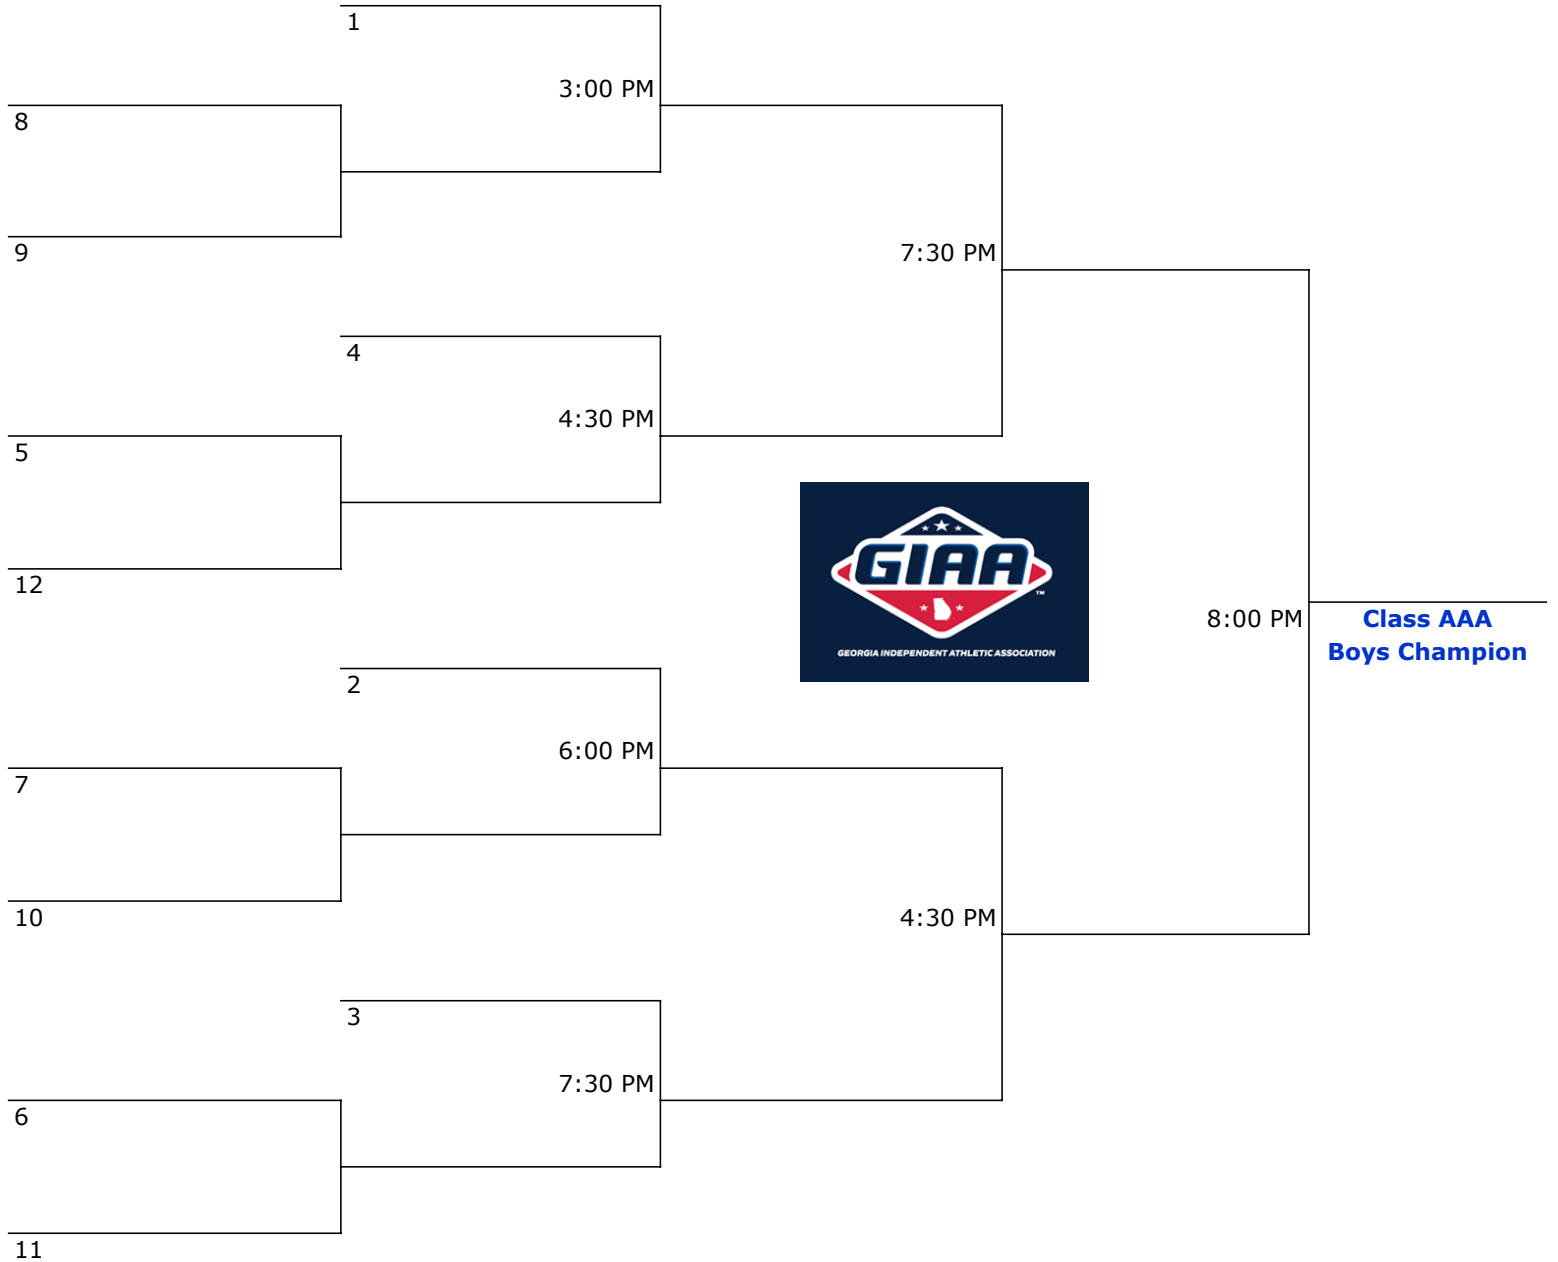 1
3:00 PM
8
9
7:30 PM
4
4:30 PM
5
12
GIAA
TM
GEORGIA INDEPENDENT ATHLETIC ASSOCIATION
8:00 PM
Class AAA
Boys Champion
2
6:00 PM
7
10
4:30 PM
3
7:30 PM
6
11